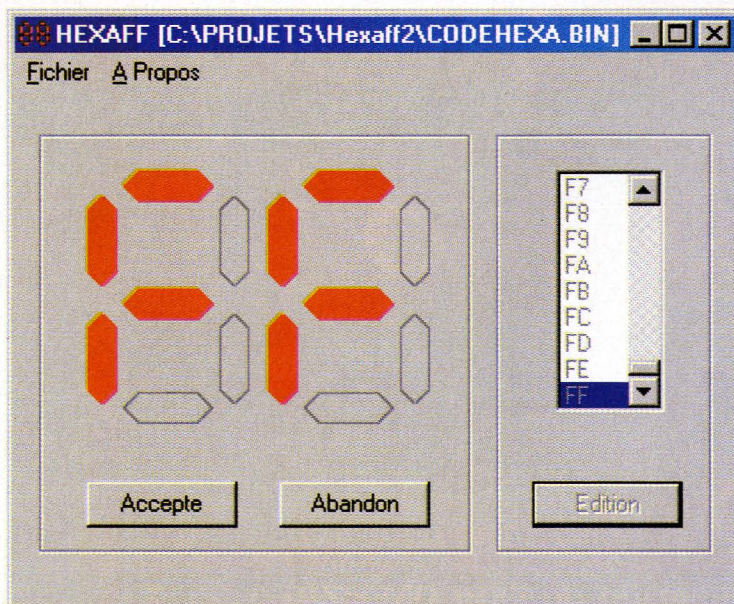 HEXAFF [C:\PROJETS\Hexaff2\CODEHEXA.BIN]
Fichier A Propos
FF
F7
F8
F9
FA
FB
FC
FD
FE
FF
Accepte Abandon Edition